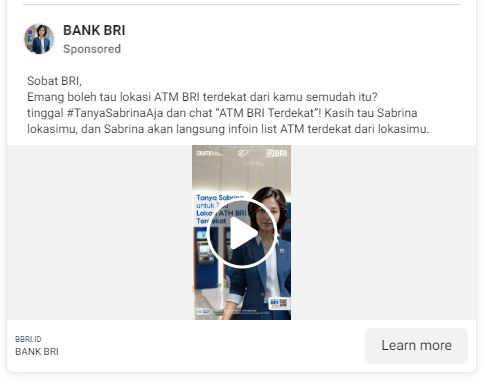 BANK BRI
Sponsored
Sobat BRI,
Emang boleh tau lokasi ATM BRI terdekat dari kamu semudah itu?
tinggal #TanyaSabrinaAja dan chat “ATM BRI Terdekat”! Kasih tau Sabrina
lokasimu, dan Sabrina akan langsung infoin list ATM terdekat dari lokasimu.
BUMN
BRI
Tanya Sabrina
untuk Tau
Lokasi ATM BRI
Terdekat
BBRI.ID
BANK BRI
Learn more